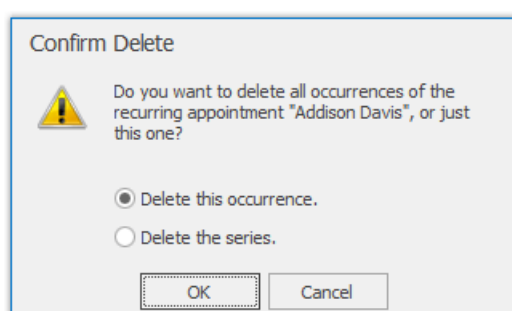 Confirm Delete
Do you want to delete all occurrences of the
recurring appointment "Addison Davis", or just
this one?
Delete this occurrence.
Delete the series.
OK
Cancel